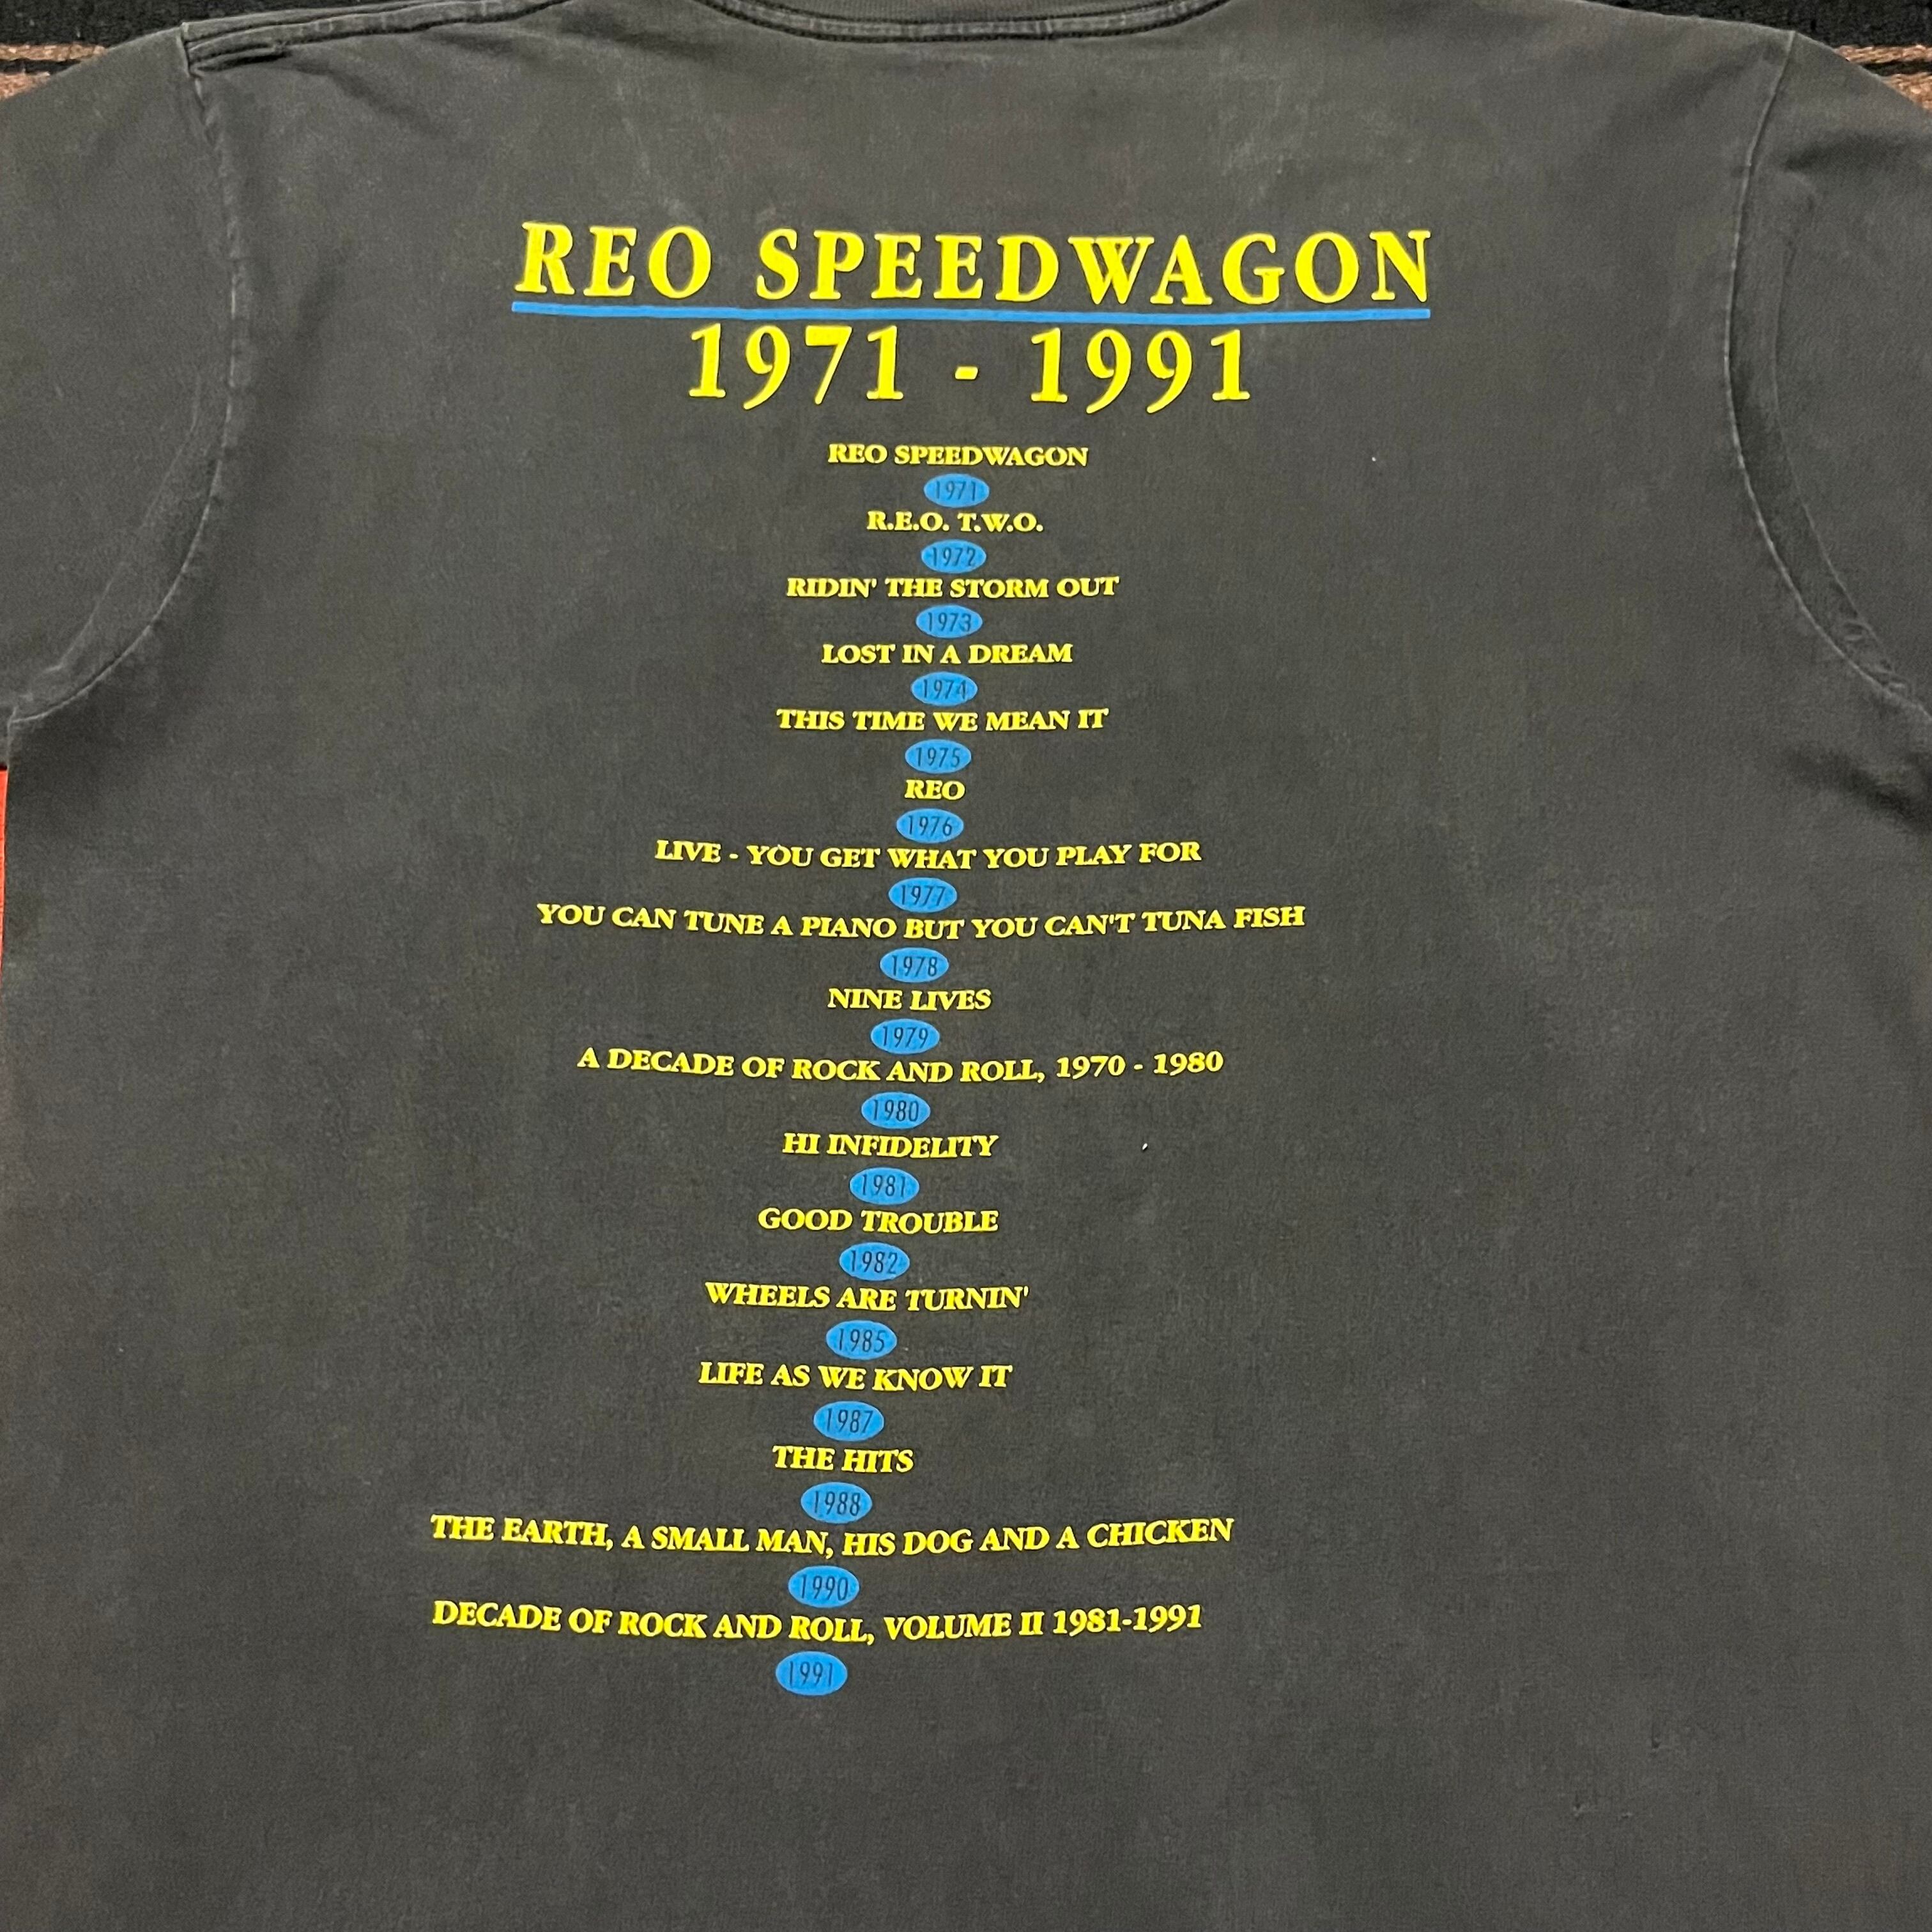 REO SPEEDWAGON
1971 - 1991
REO SPEEDWAGON
1971
R.E.O. T.W.O.
1972
RIDIN' THE STORM OUT
1973
LOST IN A DREAM
1974
THIS TIME WE MEAN IT
1975
REO
1976
LIVE - YOU GET WHAT YOU PLAY FOR
1977
YOU CAN TUNE A PIANO BUT YOU CAN'T TUNA FISH
1978
NINE LIVES
1979
A DECADE OF ROCK AND ROLL, 1970 - 1980
1980
HI INFIDELITY
1981
GOOD TROUBLE
1982
WHEELS ARE TURNIN'
1985
LIFE AS WE KNOW IT
1987
THE HITS
1988
THE EARTH, A SMALL MAN, HIS DOG AND A CHICKEN
1990
DECADE OF ROCK AND ROLL, VOLUME II 1981-1991
1991